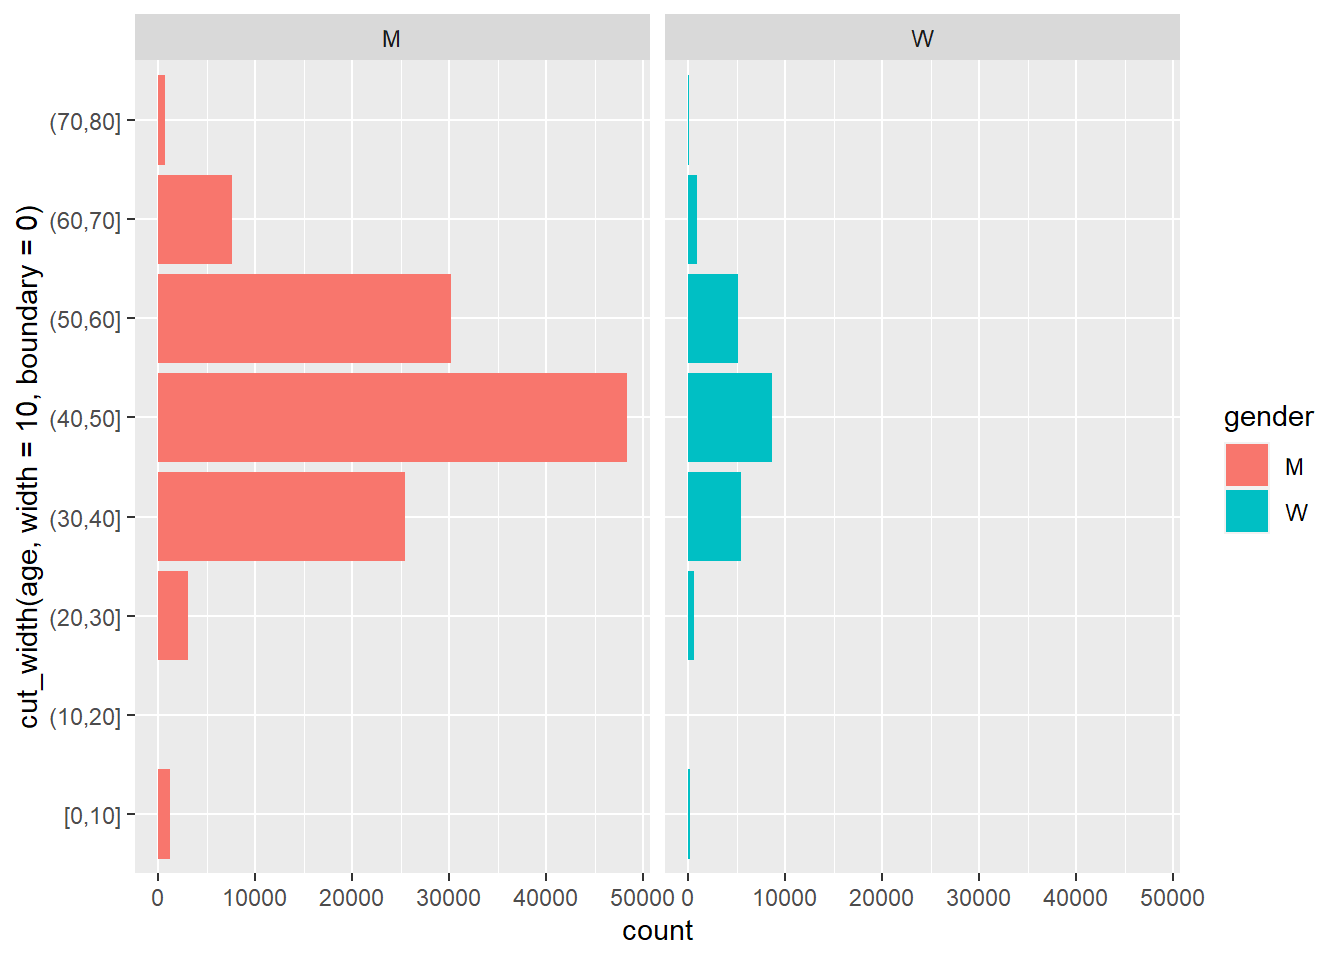 M
W
cut_width(age, width = 10, boundary = 0)
(70,80]
(60,70]
(50,60]
(40,50]
(30,40]
(20,30]
(10,20]
[0,10]
0 10000 20000 30000 40000 50000
0 10000 20000 30000 40000 50000
count
gender
M
W